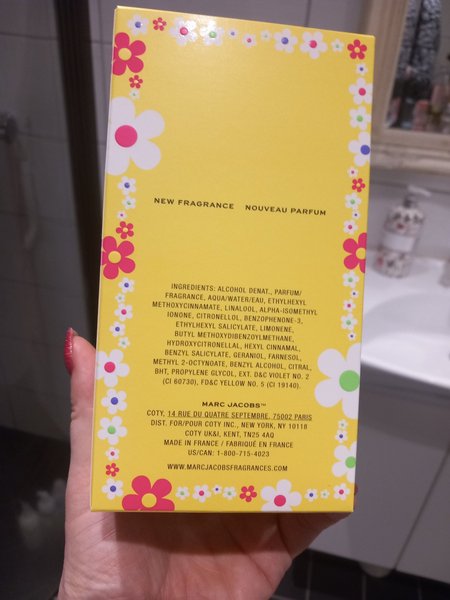 NEW FRAGRANCE NOUVEAU PARFUM
INGREDIENTS: ALCOHOL DENAT., PARFUM/
FRAGRANCE, AQUA/WATER/EAU, ETHYLHEXYL
METHOXYCINNAMATE, LINALOOL, ALPHA-ISOMETHYL
IONONE, CITRONELLOL, BENZOPHENONE-3,
ETHYLHEXYL SALICYLATE, LIMONENE,
BUTYL METHOXYDIBENZOYLMETHANE,
HYDROXYCITRONELLAL, HEXYL CINNAMAL,
BENZYL SALICYLATE, GERANIOL, FARNESOL,
METHYL 2-OCTYNOATE, BENZYL ALCOHOL, CITRAL,
BHT, PROPYLENE GLYCOL, EXT. D&C VIOLET NO. 2
(CI 60730), FD&C YELLOW NO. 5 (CI 19140).
MARC JACOBS™
COTY, 14 RUE DU QUATRE SEPTEMBRE, 75002 PARIS
DIST. FOR/POUR COTY INC., NEW YORK, NY 10118
COTY UK&I, KENT, TN25 4AQ
MADE IN FRANCE / FABRIQUÉ EN FRANCE
US/CAN: 1-800-715-4023
WWW.MARCJACOBSFRAGRANCES.COM